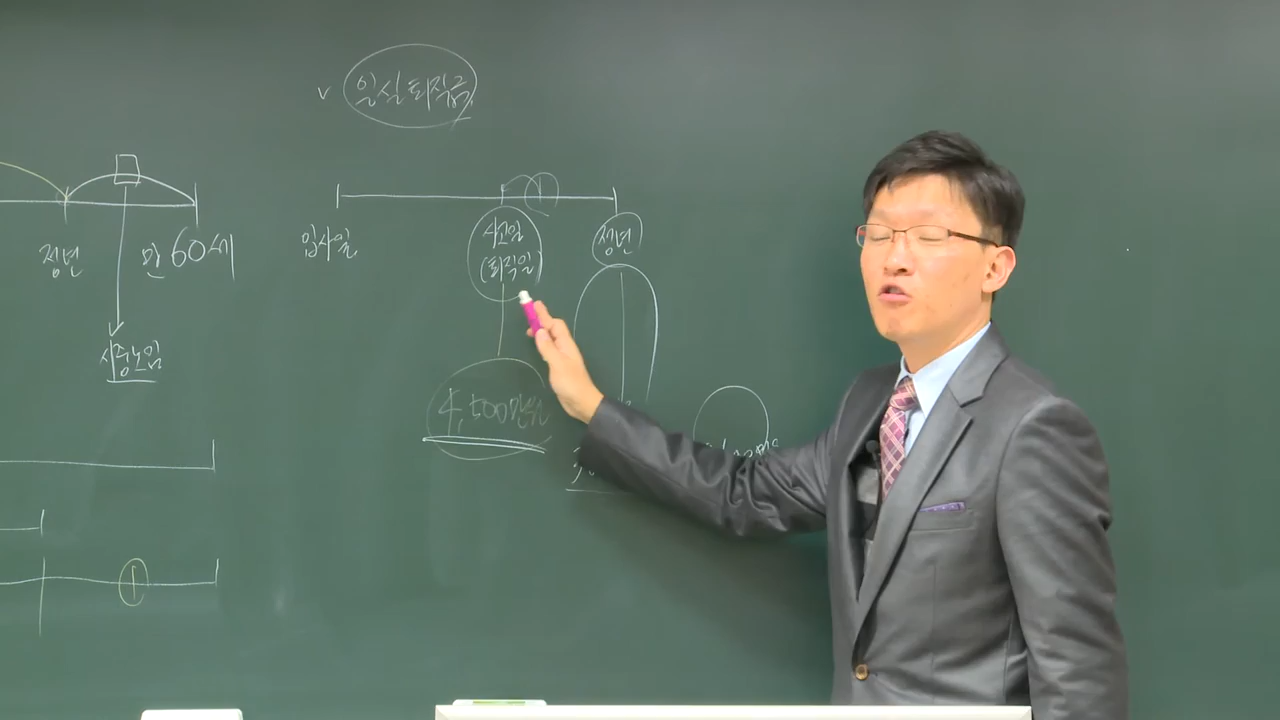 v 일실퇴직금
정년
만 60세
시중노임
입사일
사고일
(퇴직일)
정년
4,500만원